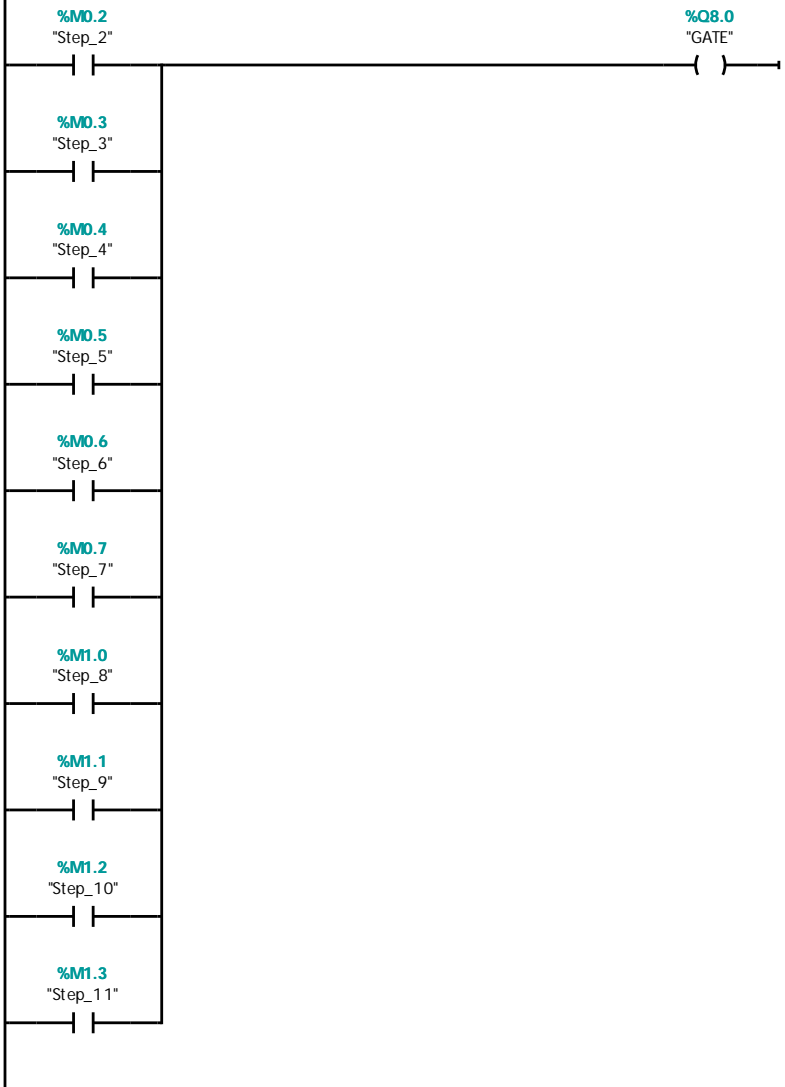 %M0.2
"Step_2"
%Q8.0
"GATE"
%M0.3
"Step_3"
%M0.4
"Step_4"
%M0.5
"Step_5"
%M0.6
"Step_6"
%M0.7
"Step_7"
%M1.0
"Step_8"
%M1.1
"Step_9"
%M1.2
"Step_10"
%M1.3
"Step_11"